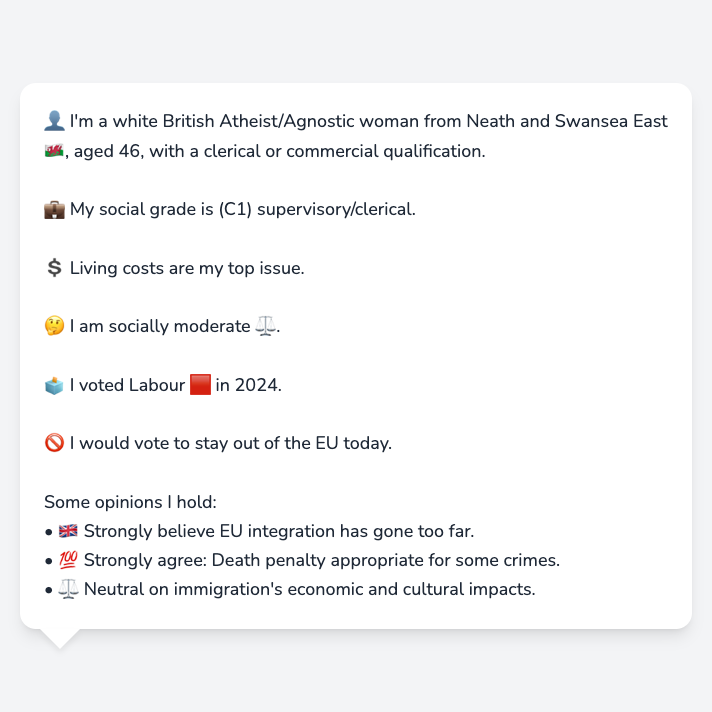 👤 I'm a white British Atheist/Agnostic woman from Neath and Swansea East
🏴󠁧󠁢󠁷󠁬󠁳󠁿, aged 46, with a clerical or commercial qualification.
💼 My social grade is (C1) supervisory/clerical.
💲 Living costs are my top issue.
🤔 I am socially moderate ⚖️.
🗳️ I voted Labour 🟥 in 2024.
🚫 I would vote to stay out of the EU today.
Some opinions I hold:
• 🇬🇧 Strongly believe EU integration has gone too far.
• 💯 Strongly agree: Death penalty appropriate for some crimes.
• ⚖️ Neutral on immigration's economic and cultural impacts.